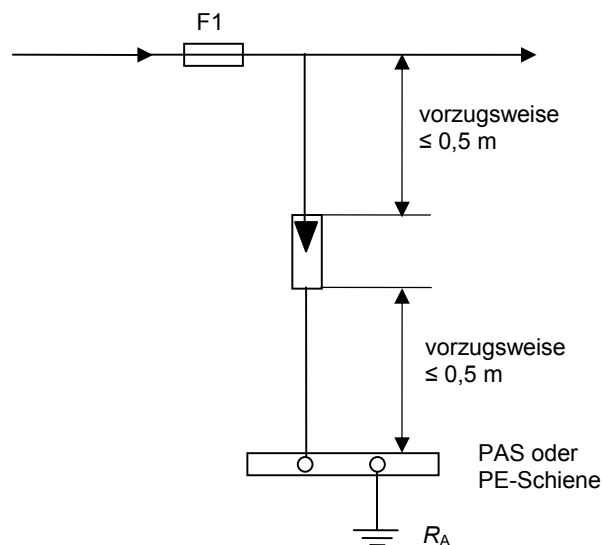 F1
vorzugsweise
≤ 0,5 m
vorzugsweise
≤ 0,5 m
PAS oder
PE-Schiene
RA